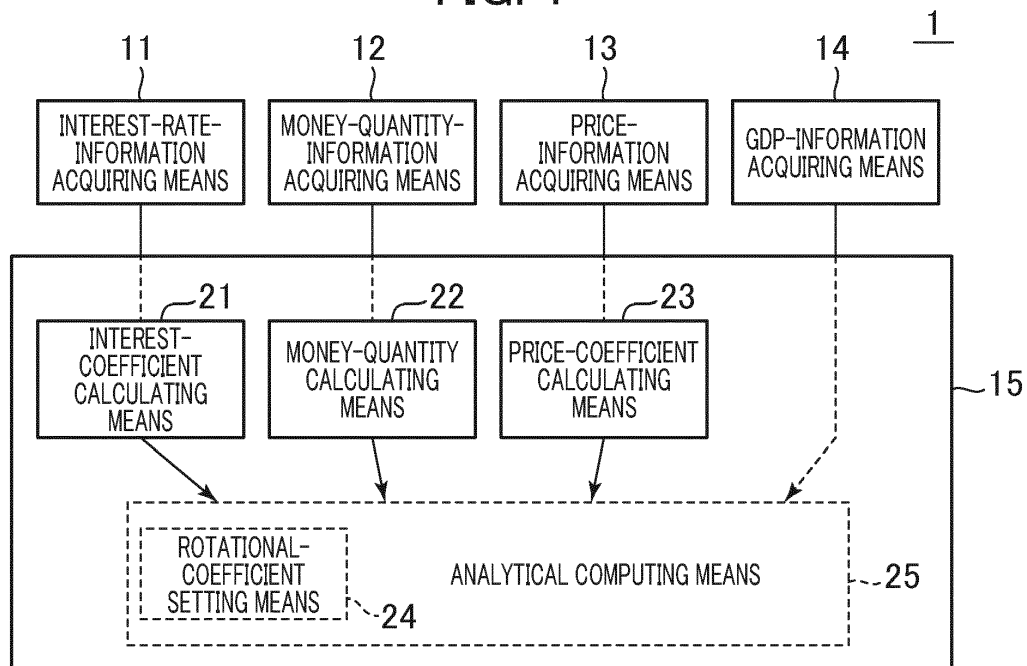 1
11
12
13
14
INTEREST-RATE-
INFORMATION
ACQUIRING MEANS
MONEY-QUANTITY-
INFORMATION
ACQUIRING MEANS
PRICE-
INFORMATION
ACQUIRING MEANS
GDP-INFORMATION
ACQUIRING MEANS
21
22
23
INTEREST-
COEFFICIENT
CALCULATING
MEANS
MONEY-QUANTITY
CALCULATING
MEANS
PRICE-COEFFICIENT
CALCULATING
MEANS
15
ROTATIONAL-
COEFFICIENT
SETTING MEANS
24
ANALYTICAL COMPUTING MEANS
25